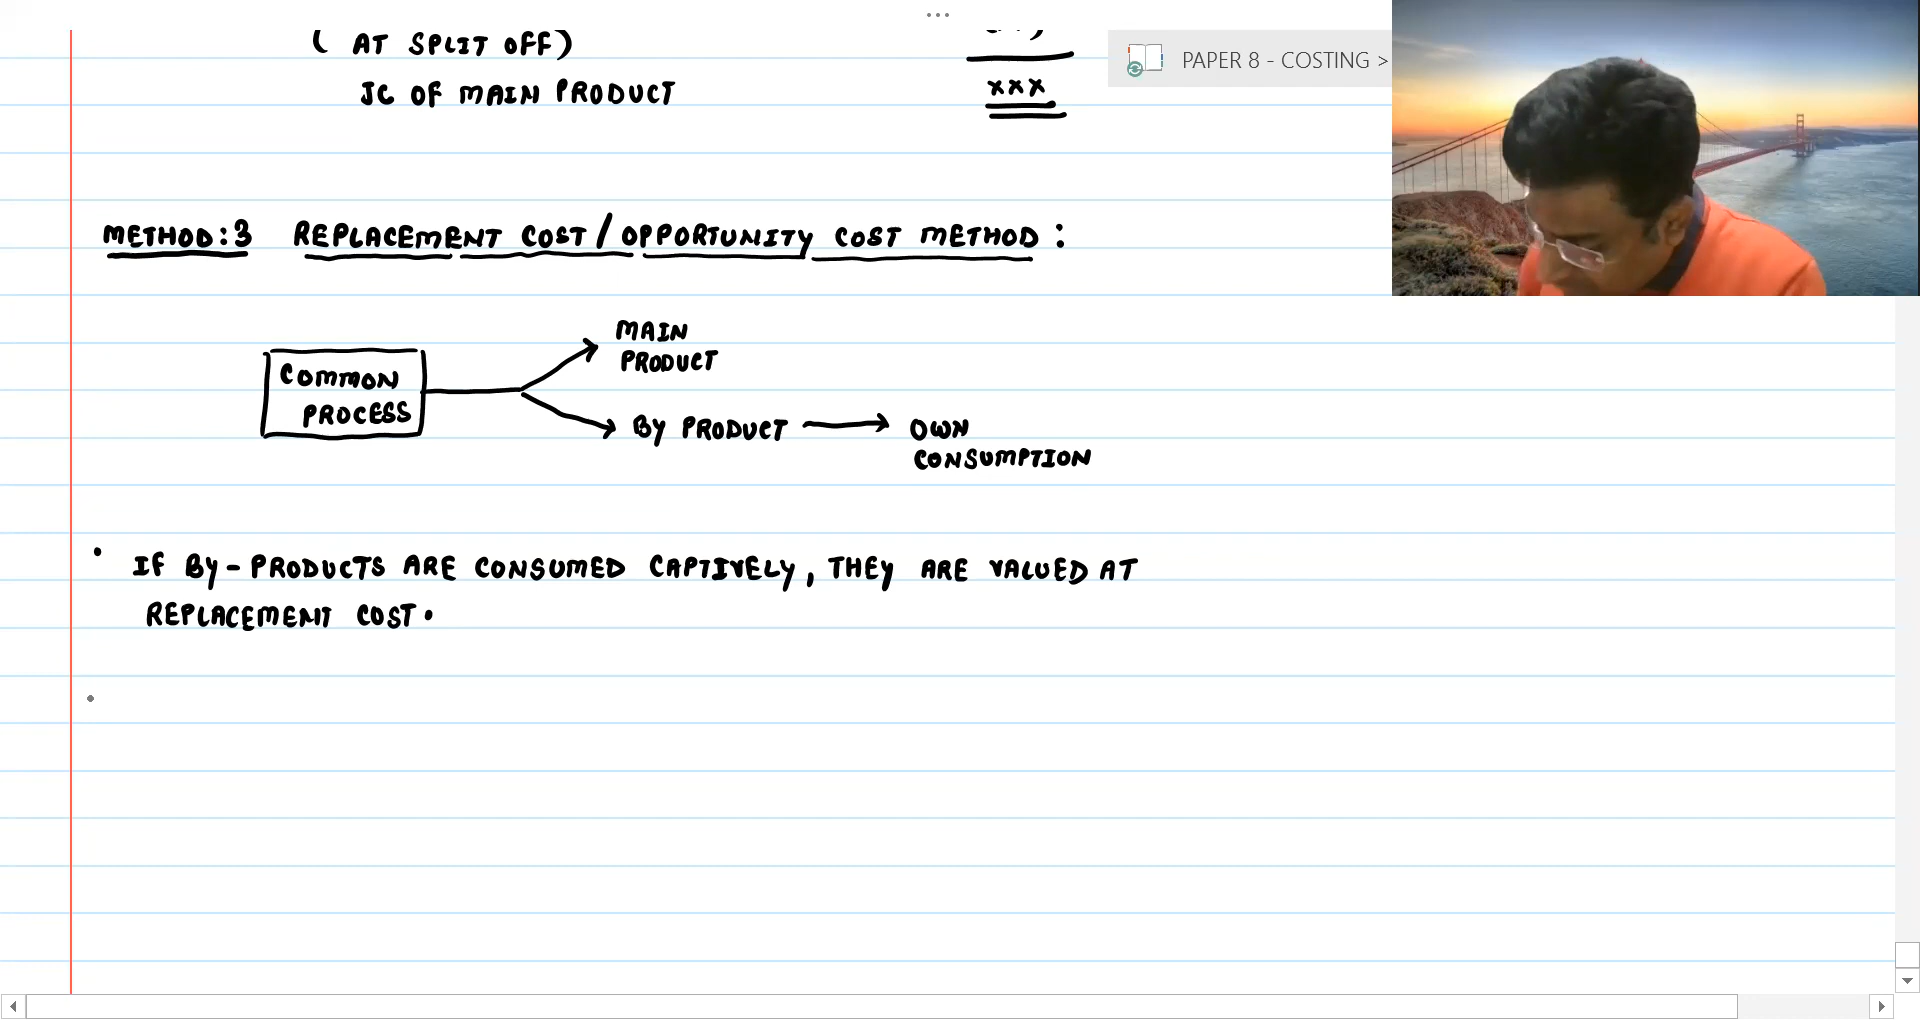 ( AT SPLIT OFF)
JC OF MAIN PRODUCT xxx
PAPER 8 - COSTING >
METHOD:3 REPLACEMENT COST / OPPORTUNITY COST METHOD :
MAIN
PRODUCT
COMMON
PROCESS
BY PRODUCT
OWN
CONSUMPTION
• IF BY-PRODUCTS ARE CONSUMED CAPTIVELY, THEY ARE VALUED AT
REPLACEMENT COST.